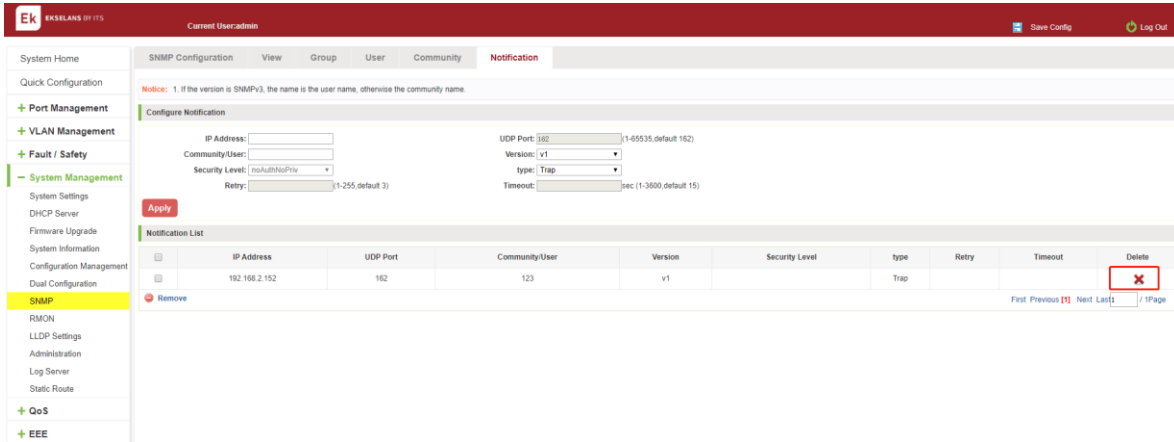 Ek EKSELANS BY ITS
Current User:admin
Save Config
Log Out
System Home
Quick Configuration
+ Port Management
+ VLAN Management
+ Fault / Safety
− System Management
System Settings
DHCP Server
Firmware Upgrade
System Information
Configuration Management
Dual Configuration
SNMP
RMON
LLDP Settings
Administration
Log Server
Static Route
+ QoS
+ EEE
SNMP Configuration View Group User Community Notification
Notice: 1. If the version is SNMPv3, the name is the user name, otherwise the community name.
Configure Notification
IP Address: UDP Port: 162 (1-65535,default 162)
Community/User: Version: v1
Security Level: noAuthNoPriv type: Trap
Retry: (1-255,default 3) Timeout: sec (1-3600,default 15)
Apply
Notification List
IP Address UDP Port Community/User Version Security Level type Retry Timeout Delete
192.168.2.152 162 123 v1 Trap
Remove First Previous [1] Next Last 1 / 1Page